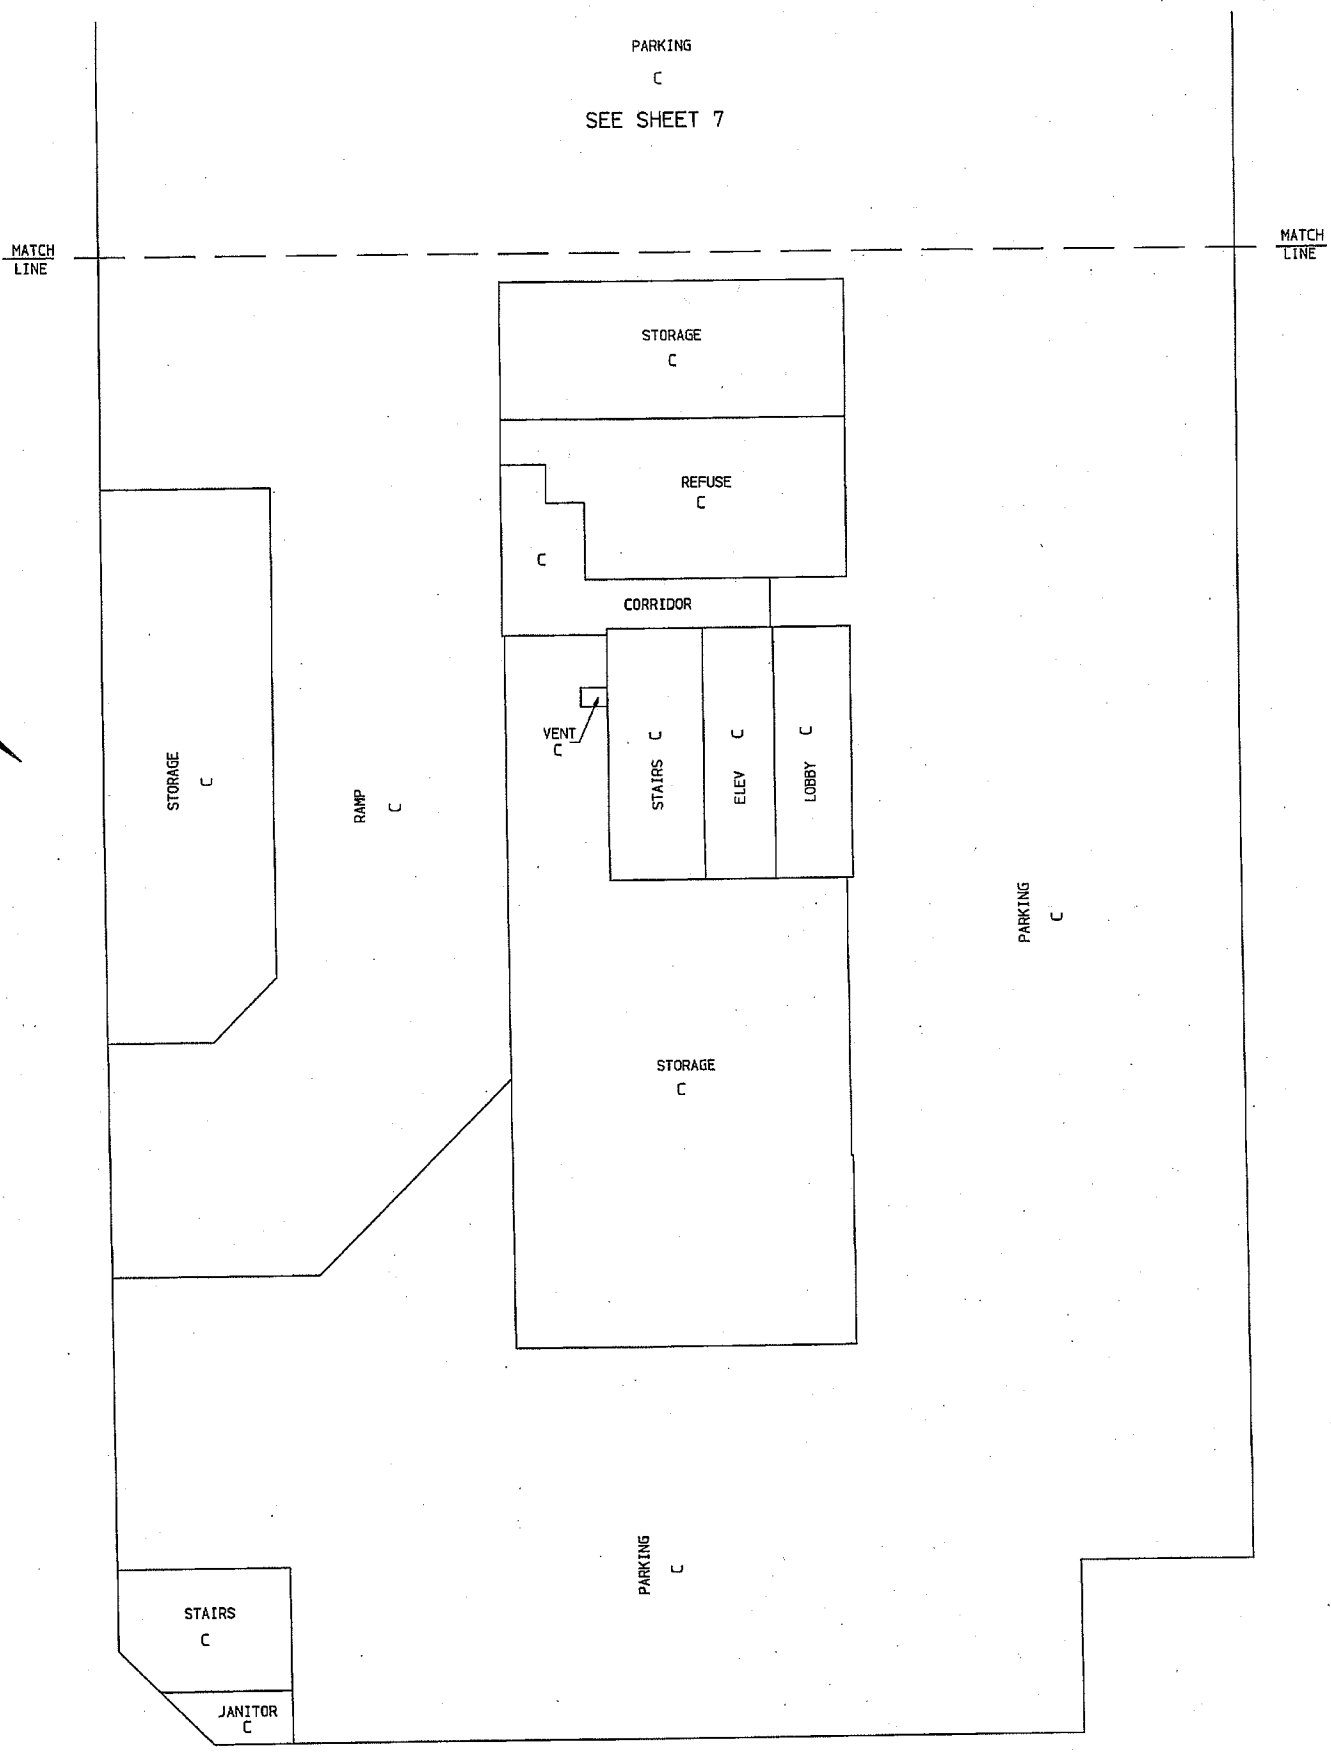 PARKING
C
SEE SHEET 7
MATCH
LINE
MATCH
LINE
STORAGE
C
REFUSE
C
C
CORRIDOR
VENT
C
STAIRS C
ELEV C
LOBBY C
STORAGE
C
RAMP
C
PARKING
C
STORAGE
C
PARKING
C
STAIRS
C
JANITOR
C